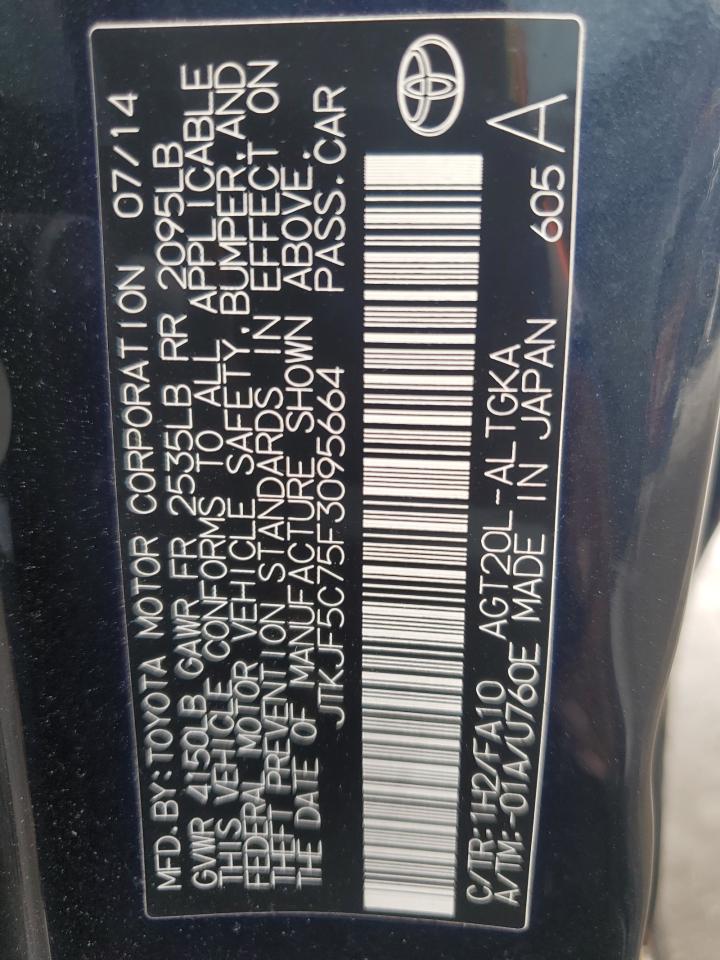 MFD.BY:TOYOTA MOTOR CORPORATION 07/14
GVWR 4150LB GAWR FR 2535LB RR 2095LB
THIS VEHICLE CONFORMS TO ALL APPLICABLE
FEDERAL MOTOR VEHICLE SAFETY, BUMPER, AND
THEFT PREVENTION STANDARDS IN EFFECT ON
THE DATE OF MANUFACTURE SHOWN ABOVE.
JTKJF5C75F3095664 PASS.CAR
C/TR:1H2/FA10 AGT20L-ALTGKA 605 A
A/TM:-01A/U760E MADE IN JAPAN